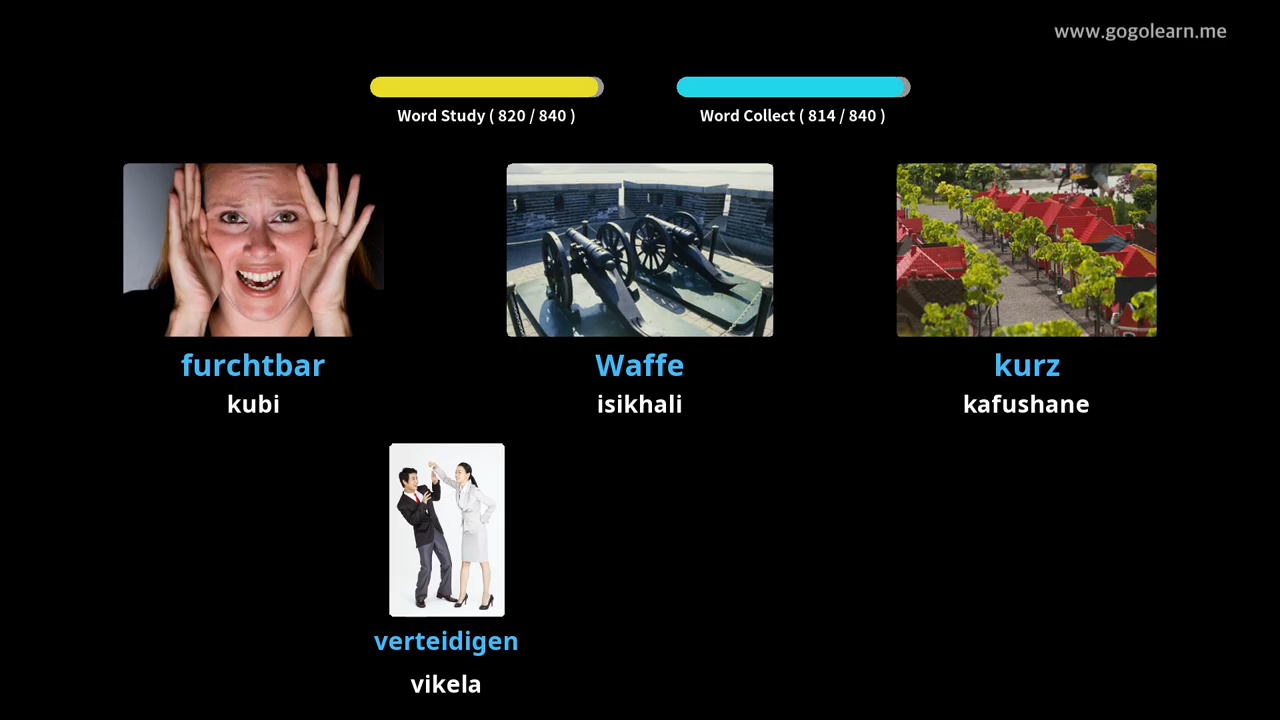 www.gogolearn.me
Word Study ( 820 / 840 )
Word Collect ( 814 / 840 )
furchtbar
kubi
Waffe
isikhali
kurz
kafushane
verteidigen
vikela